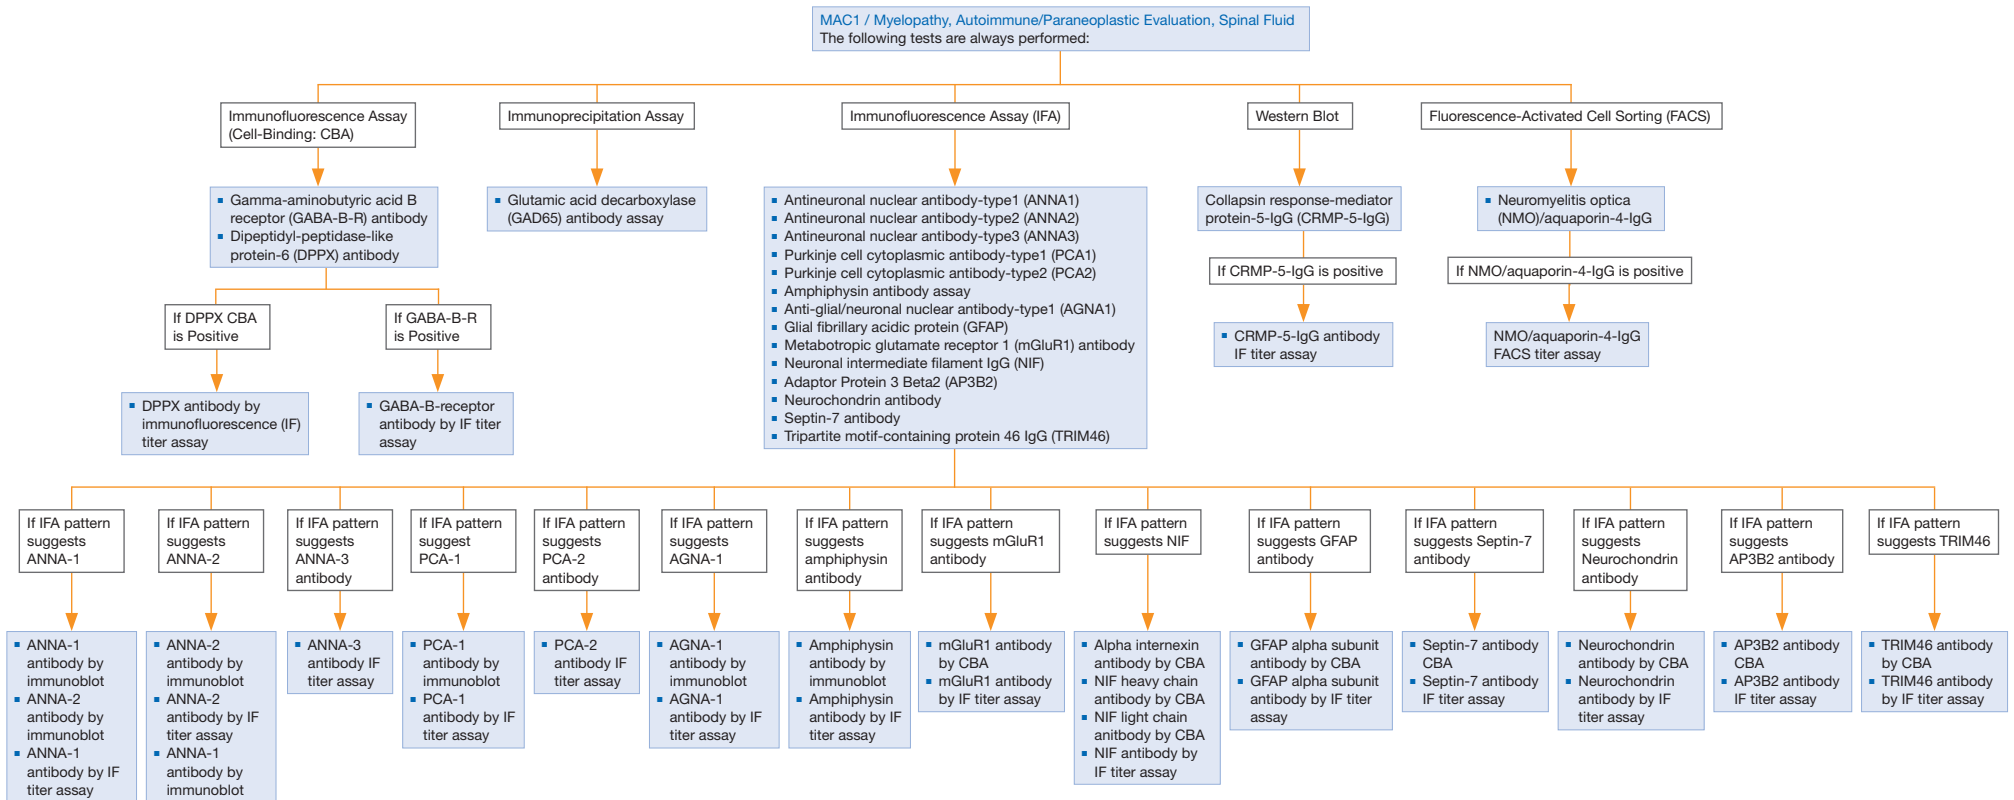 MAC1 / Myelopathy, Autoimmune/Paraneoplastic Evaluation, Spinal Fluid
The following tests are always performed:
Immunofluorescence Assay
(Cell-Binding: CBA)
Immunoprecipitation Assay
Immunofluorescence Assay (IFA)
Western Blot
Fluorescence-Activated Cell Sorting (FACS)
▪ Gamma-aminobutyric acid B
receptor (GABA-B-R) antibody
▪ Dipeptidyl-peptidase-like
protein-6 (DPPX) antibody
▪ Glutamic acid decarboxylase
(GAD65) antibody assay
▪ Antineuronal nuclear antibody-type1 (ANNA1)
▪ Antineuronal nuclear antibody-type2 (ANNA2)
▪ Antineuronal nuclear antibody-type3 (ANNA3)
▪ Purkinje cell cytoplasmic antibody-type1 (PCA1)
▪ Purkinje cell cytoplasmic antibody-type2 (PCA2)
▪ Amphiphysin antibody assay
▪ Anti-glial/neuronal nuclear antibody-type1 (AGNA1)
▪ Glial fibrillary acidic protein (GFAP)
▪ Metabotropic glutamate receptor 1 (mGluR1) antibody
▪ Neuronal intermediate filament IgG (NIF)
▪ Adaptor Protein 3 Beta2 (AP3B2)
▪ Neurochondrin antibody
▪ Septin-7 antibody
▪ Tripartite motif-containing protein 46 IgG (TRIM46)
Collapsin response-mediator
protein-5-IgG (CRMP-5-IgG)
▪ Neuromyelitis optica
(NMO)/aquaporin-4-IgG
If CRMP-5-IgG is positive
If NMO/aquaporin-4-IgG is positive
If DPPX CBA
is Positive
If GABA-B-R
is Positive
▪ CRMP-5-IgG antibody
IF titer assay
NMO/aquaporin-4-IgG
FACS titer assay
▪ DPPX antibody by
immunofluorescence (IF)
titer assay
▪ GABA-B-receptor
antibody by IF titer
assay
If IFA pattern
suggests
ANNA-1
If IFA pattern
suggests
ANNA-2
If IFA pattern
suggests
ANNA-3
antibody
If IFA pattern
suggest
PCA-1
If IFA pattern
suggests
PCA-2
antibody
If IFA pattern
suggests
AGNA-1
If IFA pattern
suggests
amphiphysin
antibody
If IFA pattern
suggests mGluR1
antibody
If IFA pattern
suggests NIF
If IFA pattern
suggests GFAP
antibody
If IFA pattern
suggests Septin-7
antibody
If IFA pattern
suggests
Neurochondrin
antibody
If IFA pattern
suggests
AP3B2 antibody
If IFA pattern
suggests TRIM46
▪ ANNA-1
antibody by
immunoblot
▪ ANNA-2
antibody by
immunoblot
▪ ANNA-1
antibody by IF
titer assay
▪ ANNA-2
antibody by
immunoblot
▪ ANNA-2
antibody by IF
titer assay
▪ ANNA-1
antibody by
immunoblot
▪ ANNA-3
antibody IF
titer assay
▪ PCA-1
antibody by
immunoblot
▪ PCA-1
antibody by IF
titer assay
▪ PCA-2
antibody IF
titer assay
▪ AGNA-1
antibody by
immunoblot
▪ AGNA-1
antibody by IF
titer assay
▪ Amphiphysin
antibody by
immunoblot
▪ Amphiphysin
antibody by IF
titer assay
▪ mGluR1 antibody
by CBA
▪ mGluR1 antibody
by IF titer assay
▪ Alpha internexin
antibody by CBA
▪ NIF heavy chain
antibody by CBA
▪ NIF light chain
anitbody by CBA
▪ NIF antibody by
IF titer assay
▪ GFAP alpha subunit
antibody by CBA
▪ GFAP alpha subunit
antibody by IF titer
assay
▪ Septin-7 antibody
CBA
▪ Septin-7 antibody
IF titer assay
▪ Neurochondrin
antibody by CBA
▪ Neurochondrin
antibody by IF
titer assay
▪ AP3B2 antibody
CBA
▪ AP3B2 antibody
IF titer assay
▪ TRIM46 antibody
by CBA
▪ TRIM46 antibody
by IF titer assay